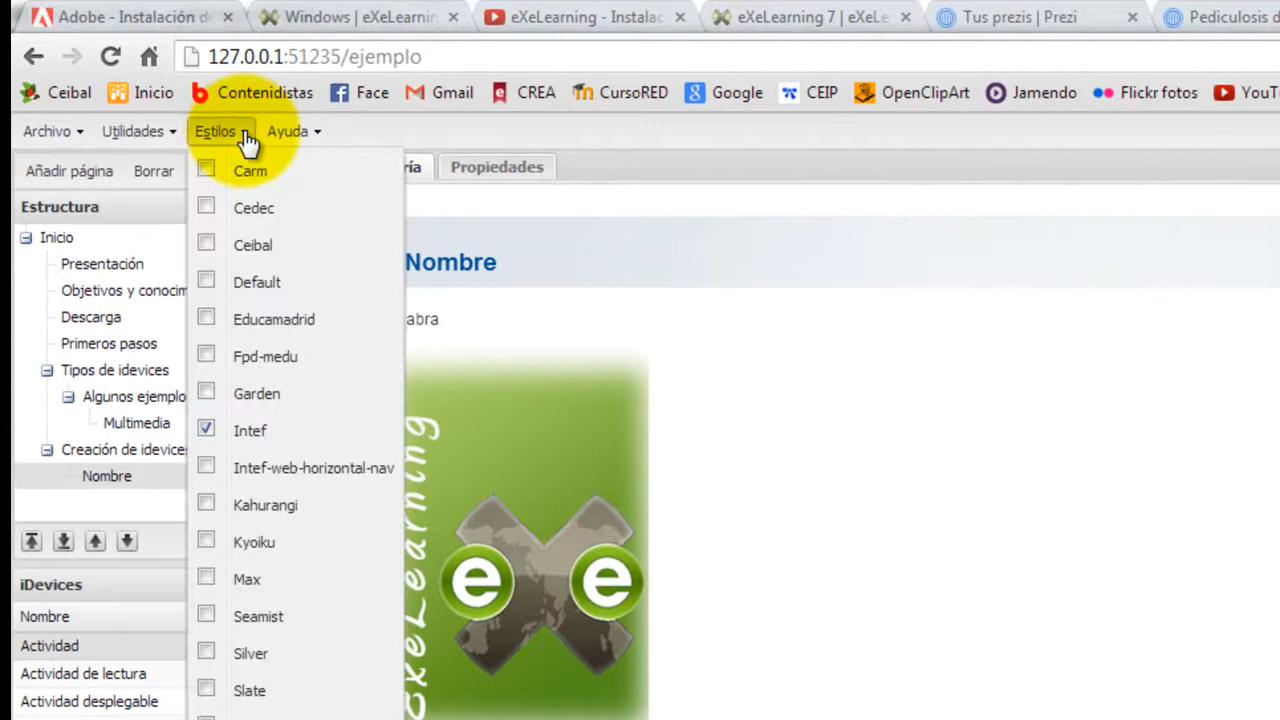 Adobe - Instalación d
Windows | eXeLearnin
eXeLearning - Instalac
eXeLearning 7 | eXeLe
Tus prezis | Prezi
Pediculosis d
127.0.0.1:51235/ejemplo
Ceibal
Inicio
Contenidistas
Face
Gmail
CREA
CursoRED
Google
CEIP
OpenClipArt
Jamendo
Flickr fotos
YouT
Archivo
Utilidades
Estilos
Ayuda
Añadir página
Borrar
ía
Propiedades
Estructura
Inicio
Presentación
Objetivos y conocim
Descarga
Primeros pasos
Tipos de idevices
Algunos ejemplo
Multimedia
Creación de idevices
Nombre
iDevices
Nombre
Actividad
Actividad de lectura
Actividad desplegable
Carm
Cedec
Ceibal
Default
Educamadrid
Fpd-medu
Garden
Intef
Intef-web-horizontal-nav
Kahurangi
Kyoiku
Max
Seamist
Silver
Slate
Nombre
abra
eXeLearning
e e